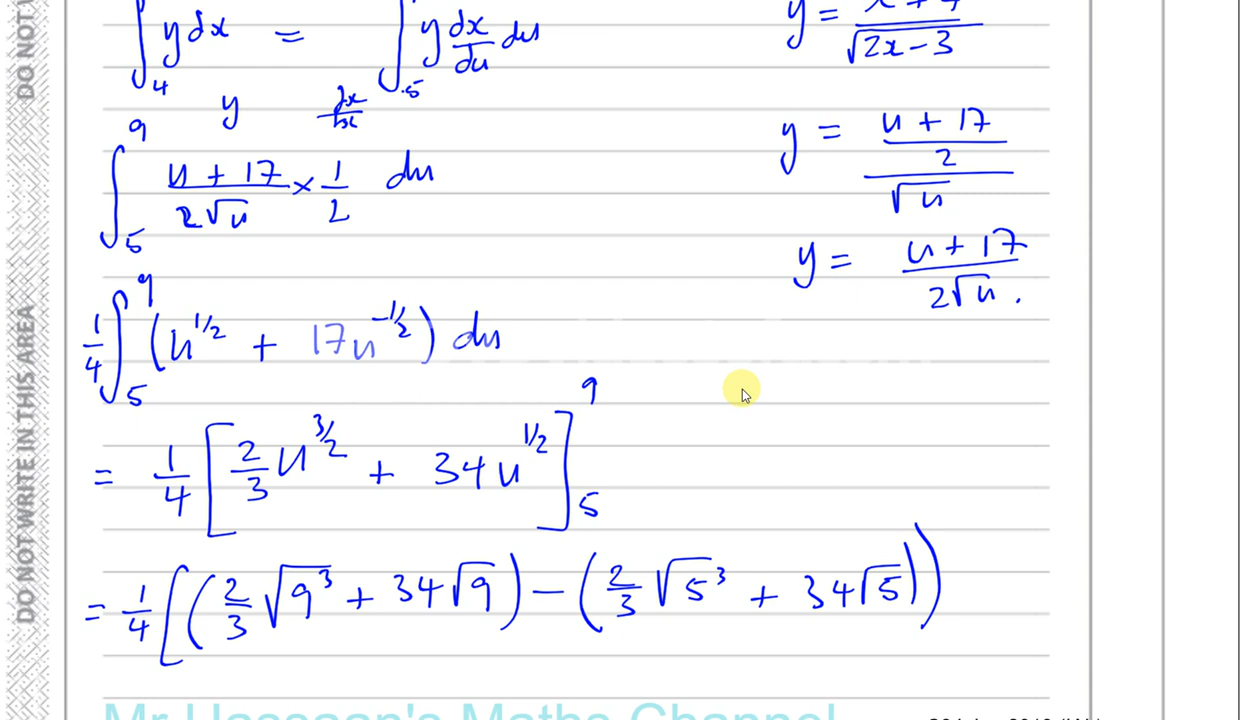 ∫₄ y dx = ∫₅ y dx/du du
y dx/du
∫₅⁹ (u + 17)/(2√u) × 1/2 du
1/4 ∫₅⁹ (u^(1/2) + 17u^(-1/2)) du
= 1/4 [2/3 u^(3/2) + 34u^(1/2)]₅⁹
= 1/4 [(2/3 √9³ + 34√9) − (2/3 √5³ + 34√5))
y = /√(2x−3)
y = ((u + 17)/2)/√u
y = (u + 17)/(2√u).
DO NOT WRITE IN THIS AREA
DO NOT
Mr Hassaan's Maths Channel